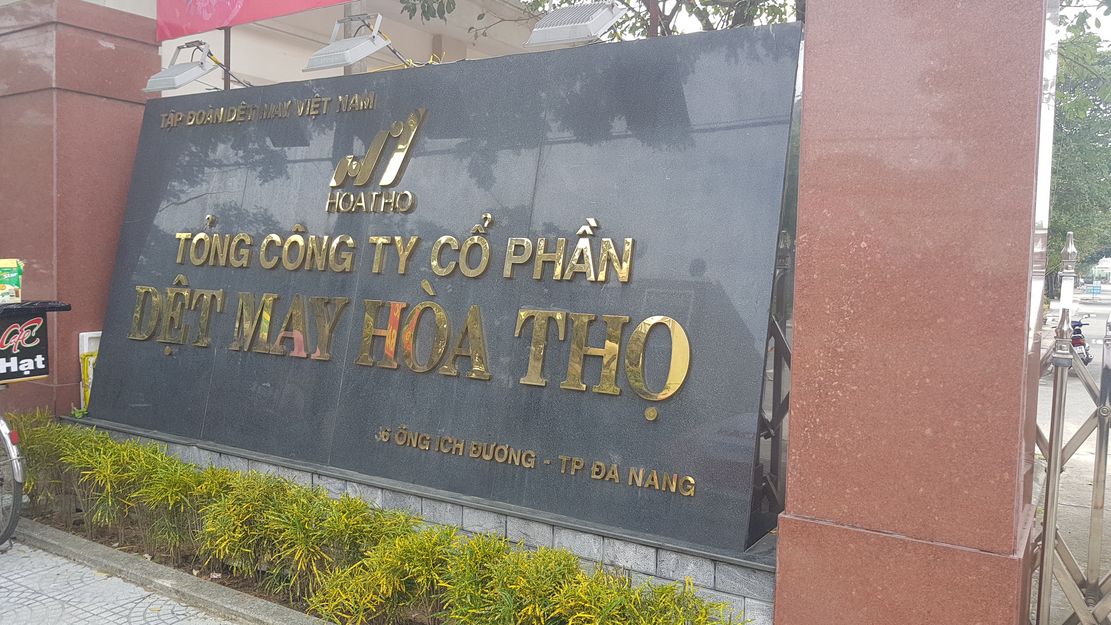 TẬP ĐOÀN DỆT MAY VIỆT NAM
HOATHO
TỔNG CÔNG TY CỔ PHẦN
DỆT MAY HÒA THỌ
36 ÔNG ÍCH ĐƯỜNG - TP ĐÀ NẴNG
Hạt